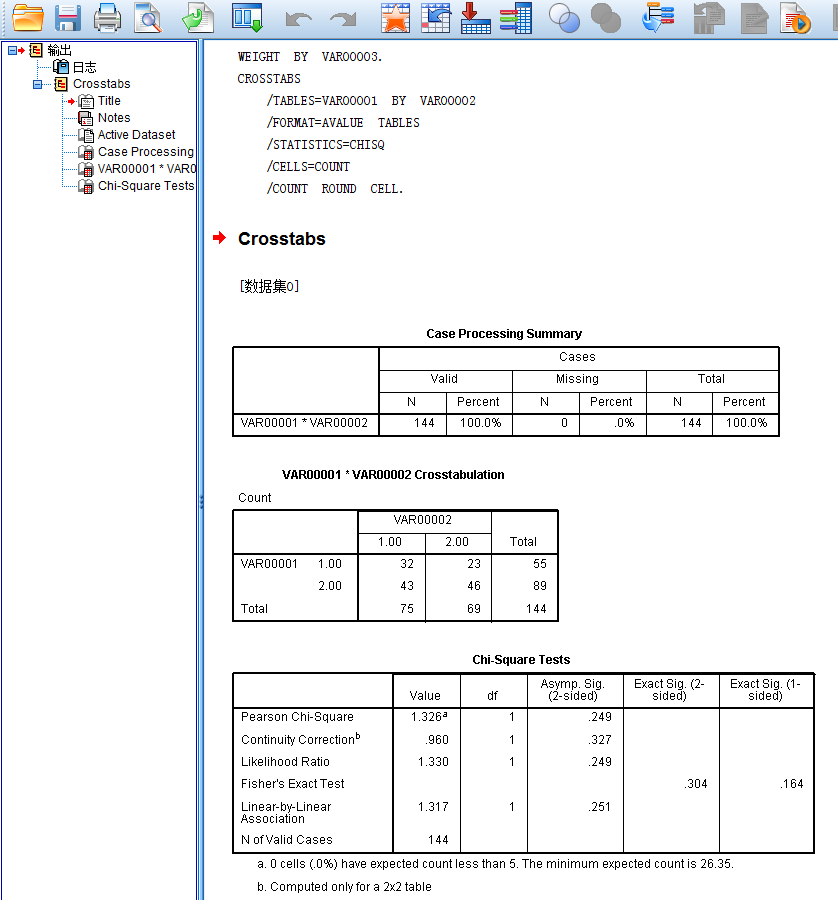 输出
日志
Crosstabs
Title
Notes
Active Dataset
Case Processing
VAR00001 * VAR0
Chi-Square Tests
WEIGHT BY VAR00003.
CROSSTABS
/TABLES=VAR00001 BY VAR00002
/FORMAT=AVALUE TABLES
/STATISTICS=CHISQ
/CELLS=COUNT
/COUNT ROUND CELL.
Crosstabs
[数据集0]
Case Processing Summary
Cases
Valid Missing Total
N Percent N Percent N Percent
VAR00001 * VAR00002 144 100.0% 0 .0% 144 100.0%
VAR00001 * VAR00002 Crosstabulation
Count
VAR00002
1.00 2.00 Total
VAR00001 1.00 32 23 55
2.00 43 46 89
Total 75 69 144
Chi-Square Tests
Value df Asymp. Sig. (2-sided) Exact Sig. (2-sided) Exact Sig. (1-sided)
Pearson Chi-Square 1.326a 1 .249
Continuity Correctionb .960 1 .327
Likelihood Ratio 1.330 1 .249
Fisher's Exact Test .304 .164
Linear-by-Linear Association 1.317 1 .251
N of Valid Cases 144
a. 0 cells (.0%) have expected count less than 5. The minimum expected count is 26.35.
b. Computed only for a 2x2 table